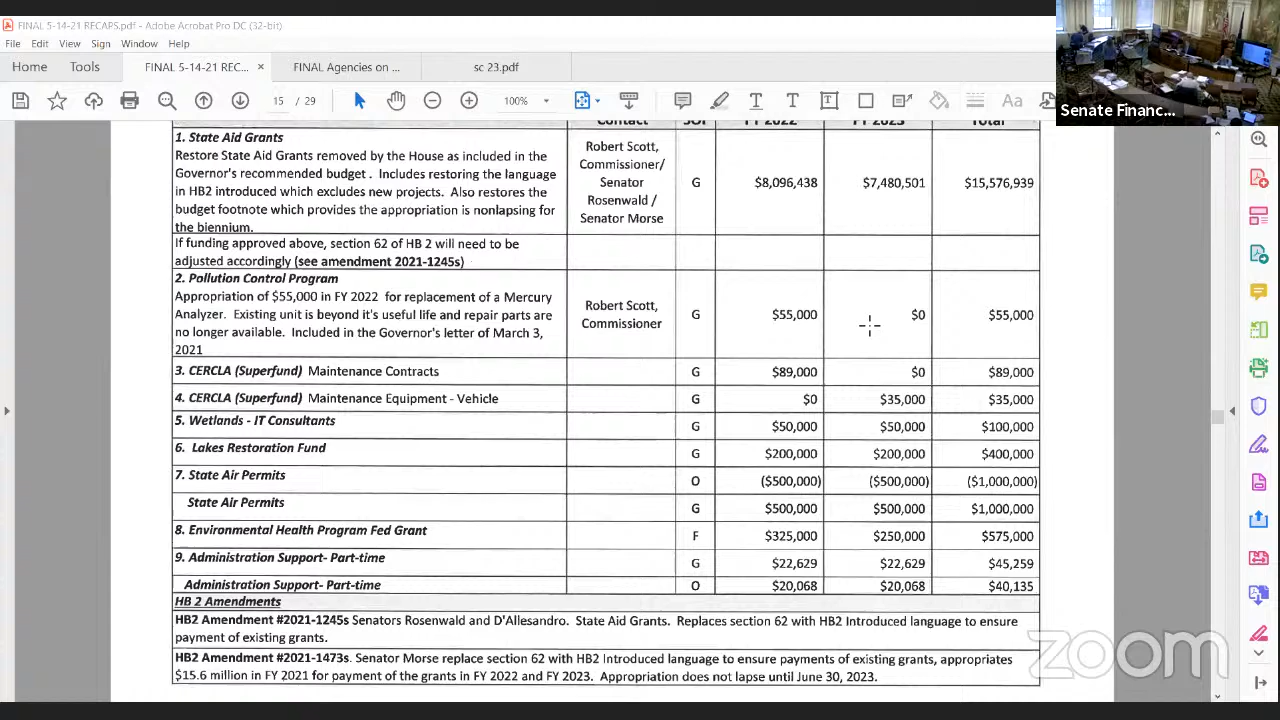 FINAL 5-14-21 RECAPS.pdf - Adobe Acrobat Pro DC (32-bit)
File Edit View Sign Window Help
Home Tools FINAL 5-14-21 REC... × FINAL Agencies on ... sc 23.pdf
15 / 29 100%
Senate Financ...
Contact SOF FY 2022 FY 2023 Total
1. State Aid Grants
Restore State Aid Grants removed by the House as included in the
Governor's recommended budget . Includes restoring the language
in HB2 introduced which excludes new projects. Also restores the
budget footnote which provides the appropriation is nonlapsing for
the biennium.
Robert Scott,
Commissioner/
Senator
Rosenwald /
Senator Morse
G $8,096,438 $7,480,501 $15,576,939
If funding approved above, section 62 of HB 2 will need to be
adjusted accordingly (see amendment 2021-1245s)
2. Pollution Control Program
Appropriation of $55,000 in FY 2022 for replacement of a Mercury
Analyzer. Existing unit is beyond it's useful life and repair parts are
no longer available. Included in the Governor's letter of March 3,
2021
Robert Scott,
Commissioner
G $55,000 $0 $55,000
3. CERCLA (Superfund) Maintenance Contracts G $89,000 $0 $89,000
4. CERCLA (Superfund) Maintenance Equipment - Vehicle G $0 $35,000 $35,000
5. Wetlands - IT Consultants G $50,000 $50,000 $100,000
6. Lakes Restoration Fund G $200,000 $200,000 $400,000
7. State Air Permits O ($500,000) ($500,000) ($1,000,000)
State Air Permits G $500,000 $500,000 $1,000,000
8. Environmental Health Program Fed Grant F $325,000 $250,000 $575,000
9. Administration Support- Part-time G $22,629 $22,629 $45,259
Administration Support- Part-time O $20,068 $20,068 $40,135
HB 2 Amendments
HB2 Amendment #2021-1245s Senators Rosenwald and D'Allesandro. State Aid Grants. Replaces section 62 with HB2 Introduced language to ensure
payment of existing grants.
HB2 Amendment #2021-1473s. Senator Morse replace section 62 with HB2 Introduced language to ensure payments of existing grants, appropriates
$15.6 million in FY 2021 for payment of the grants in FY 2022 and FY 2023. Appropriation does not lapse until June 30, 2023.
zoom